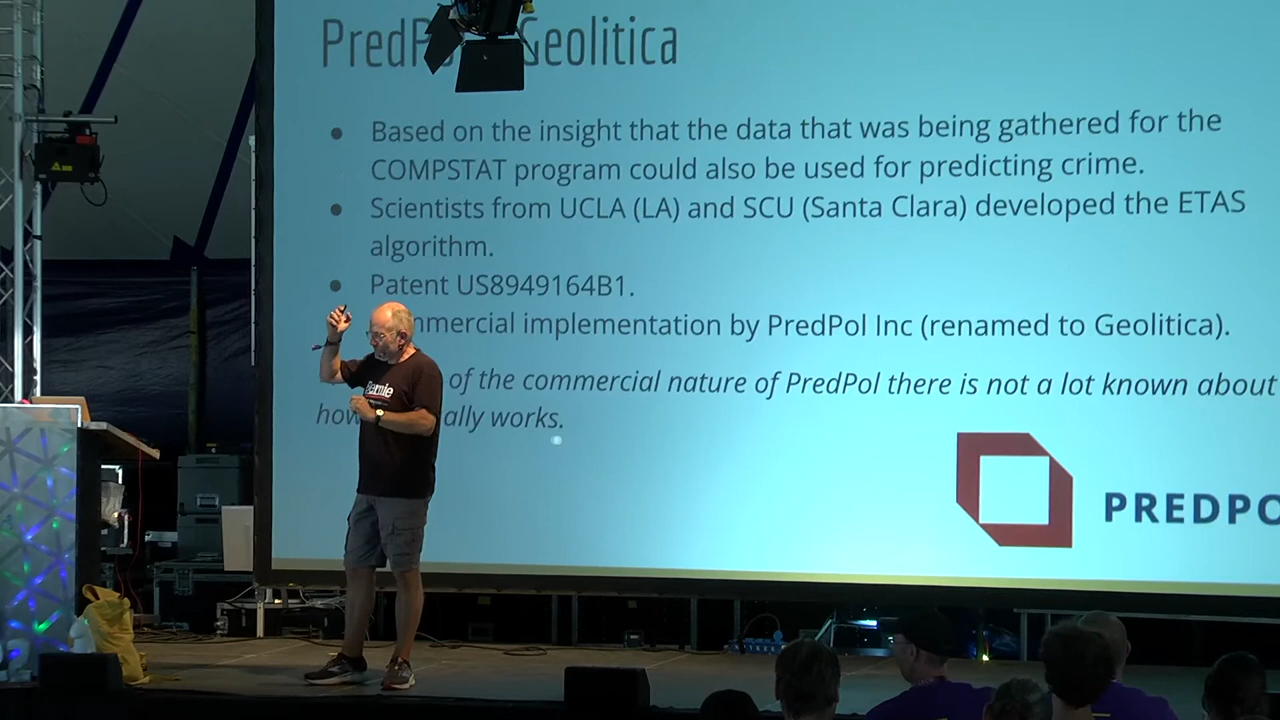 PredP Geolitica
Based on the insight that the data that was being gathered for the
COMPSTAT program could also be used for predicting crime.
Scientists from UCLA (LA) and SCU (Santa Clara) developed the ETAS
algorithm.
Patent US8949164B1.
mmercial implementation by PredPol Inc (renamed to Geolitica).
of the commercial nature of PredPol there is not a lot known about
how ally works.
Bernie
PREDPO